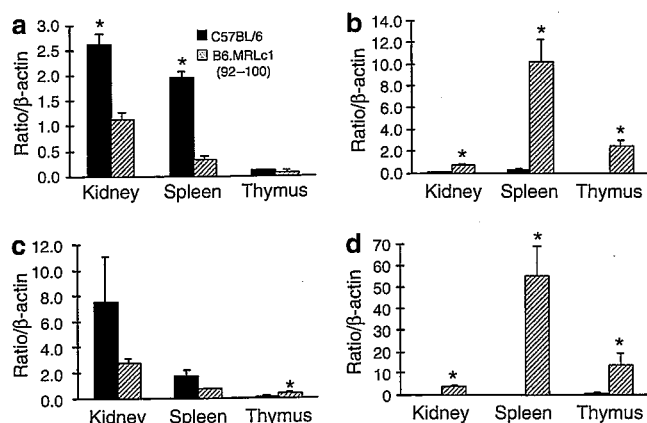 a
C57BL/6
B6.MRLc1
(92–100)
Ratio/β-actin
3.0
2.5
2.0
1.5
1.0
0.5
0.0
*
*
Kidney Spleen Thymus
b
Ratio/β-actin
14.0
12.0
10.0
8.0
6.0
4.0
2.0
0.0
*
*
*
Kidney Spleen Thymus
c
Ratio/β-actin
12.0
10.0
8.0
6.0
4.0
2.0
0.0
*
Kidney Spleen Thymus
d
Ratio/β-actin
70
60
50
40
30
20
10
0
*
*
*
Kidney Spleen Thymus